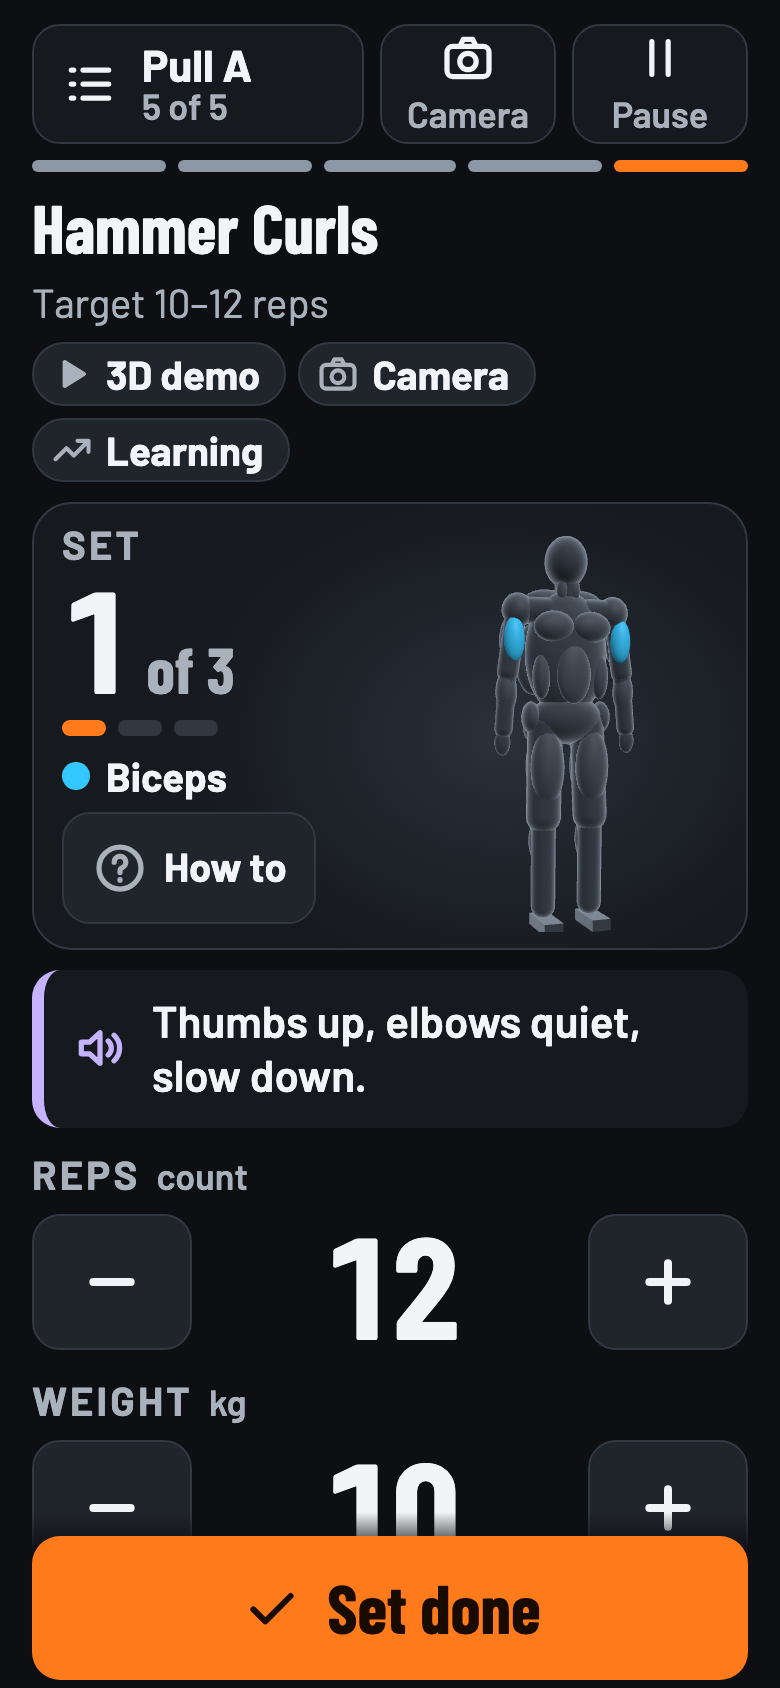 Pull A
5 of 5
Camera
Pause
Hammer Curls
Target 10–12 reps
3D demo
Camera
Learning
SET
1 of 3
Biceps
How to
Thumbs up, elbows quiet,
slow down.
REPS count
12
WEIGHT kg
10
Set done